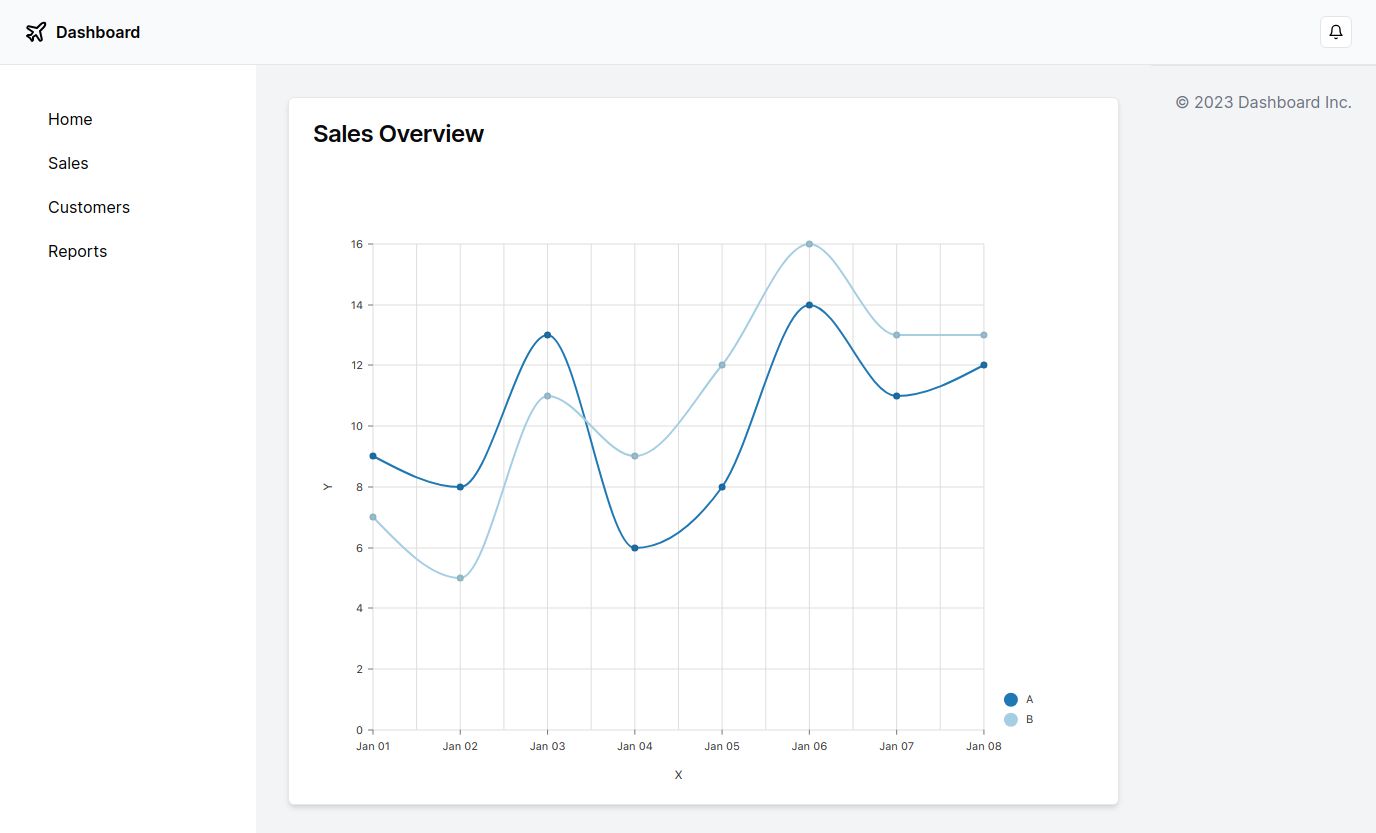 Dashboard
Home
Sales
Customers
Reports
Sales Overview
16
14
12
10
8
6
4
2
0
Y
Jan 01 Jan 02 Jan 03 Jan 04 Jan 05 Jan 06 Jan 07 Jan 08
X
A
B
© 2023 Dashboard Inc.